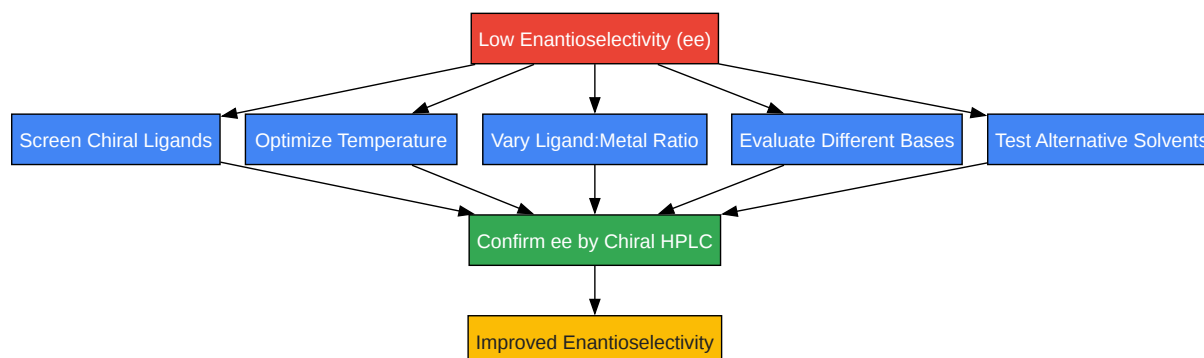 Low Enantioselectivity (ee)
Screen Chiral Ligands
Optimize Temperature
Vary Ligand:Metal Ratio
Evaluate Different Bases
Test Alternative Solvents
Confirm ee by Chiral HPLC
Improved Enantioselectivity